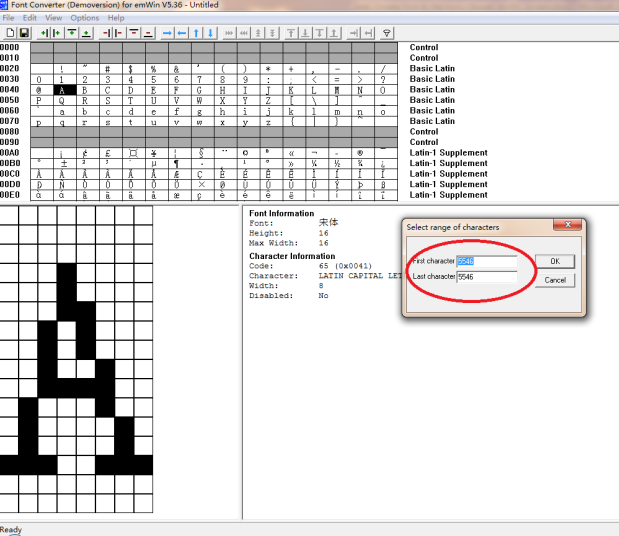 Font Converter (Demoversion) for emWin V5.36 - Untitled
File Edit View Options Help
0000 Control
0010 Control
0020 ! " # $ % & ' ( ) * + , - . / Basic Latin
0030 0 1 2 3 4 5 6 7 8 9 : ; < = > ? Basic Latin
0040 @ A B C D E F G H I J K L M N O Basic Latin
0050 P Q R S T U V W X Y Z [ \ ] ^ _ Basic Latin
0060 ` a b c d e f g h i j k l m n o Basic Latin
0070 p q r s t u v w x y z { | } ~ Basic Latin
0080 Control
0090 Control
00A0 ¡ ¢ £ ¤ ¥ ¦ § ¨ © ª « ¬ - ® ¯ Latin-1 Supplement
00B0 ° ± ² ³ ´ µ ¶ · ¸ ¹ º » ¼ ½ ¾ ¿ Latin-1 Supplement
00C0 À Á Â Ã Ä Å Æ Ç È É Ê Ë Ì Í Î Ï Latin-1 Supplement
00D0 Ð Ñ Ò Ó Ô Õ Ö × Ø Ù Ú Û Ü Ý Þ ß Latin-1 Supplement
00E0 à á â ã ä å æ ç è é ê ë ì í î ï Latin-1 Supplement
Font Information
Font: 宋体
Height: 16
Max Width: 16
Character Information
Code: 65 (0x0041)
Character: LATIN CAPITAL LET
Width: 8
Disabled: No
Select range of characters
First character 5546 OK
Last character 5546 Cancel
Ready